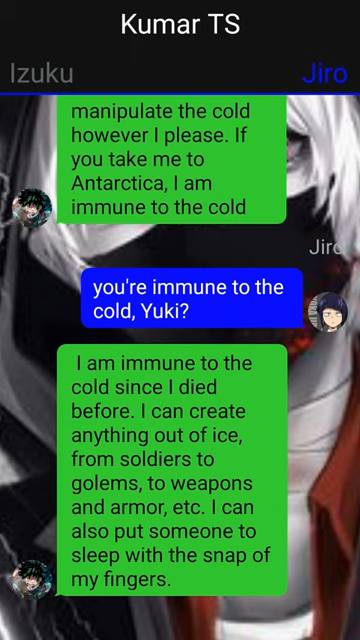 Kumar TS
Izuku
Jiro
manipulate the cold
however I please. If
you take me to
Antarctica, I am
immune to the cold
Jiro
you're immune to the
cold, Yuki?
I am immune to the
cold since I died
before. I can create
anything out of ice,
from soldiers to
golems, to weapons
and armor, etc. I can
also put someone to
sleep with the snap of
my fingers.